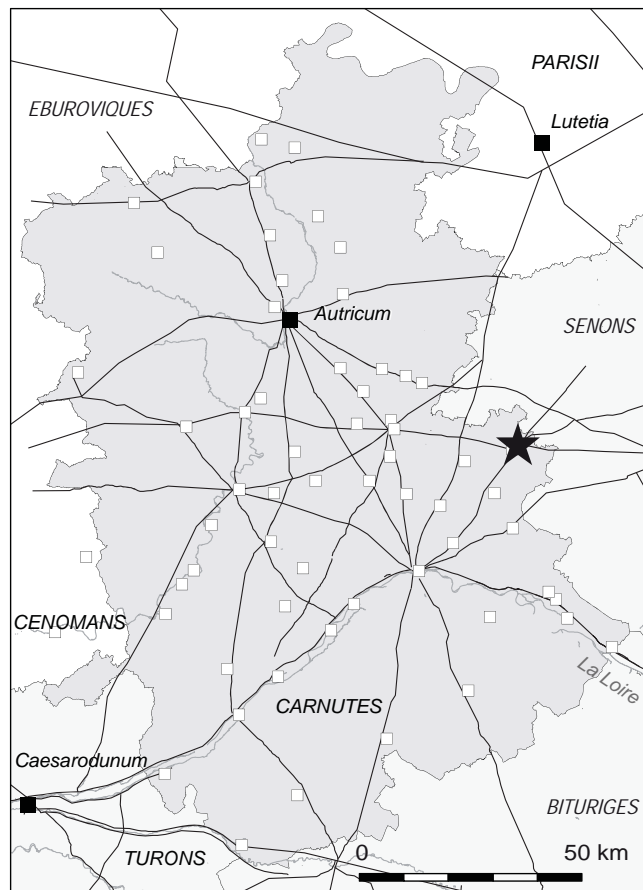 PARISII
EBUROVIQUES
Lutetia
Autricum
SENONS
CENOMANS
La Loire
CARNUTES
Caesarodunum
BITURIGES
TURONS
0 50 km